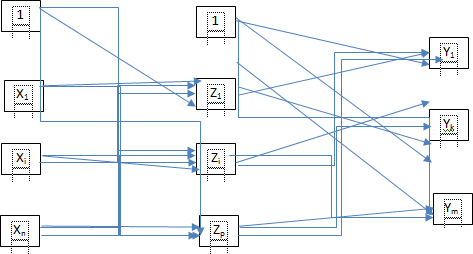 1
1
Y₁
X₁
Z₁
Yₖ
Xᵢ
Zᵢ
Yₘ
Xₙ
Zₚ